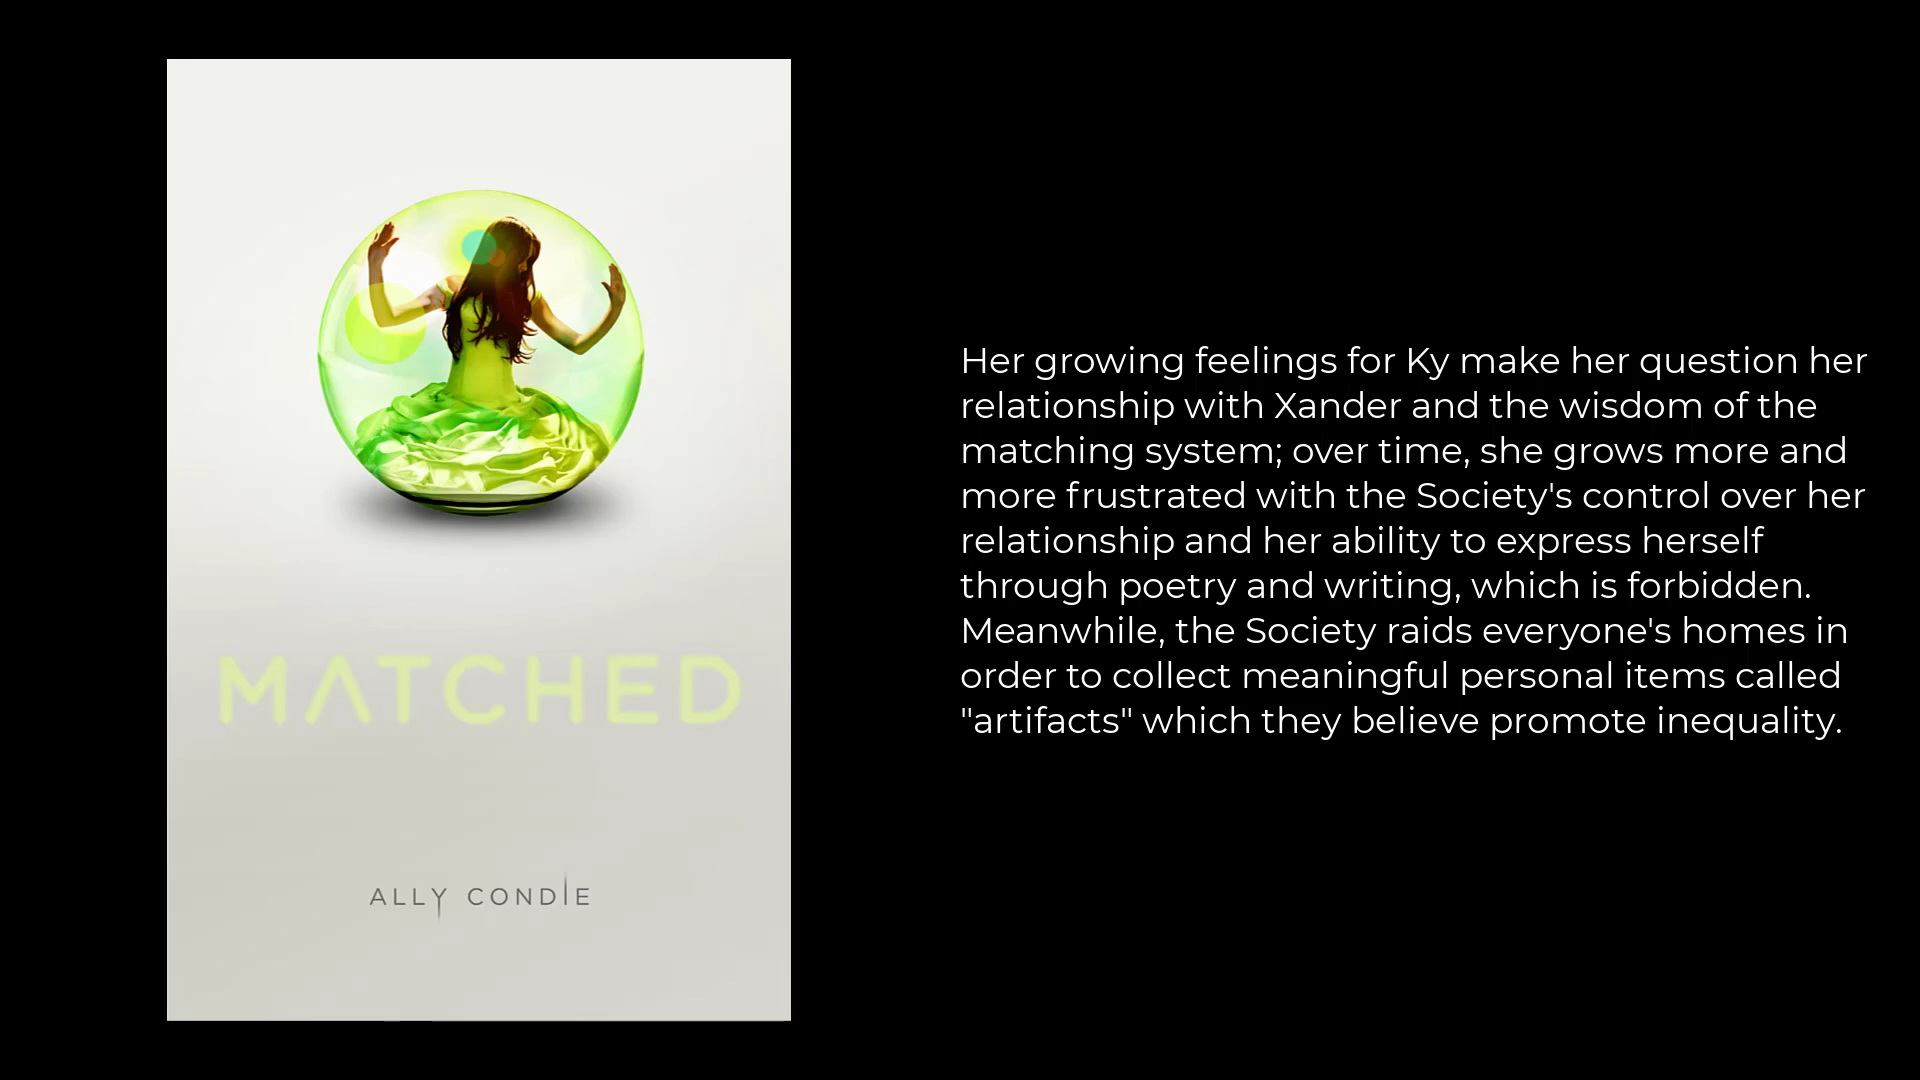 MATCHED
ALLY CONDIE
Her growing feelings for Ky make her question her
relationship with Xander and the wisdom of the
matching system; over time, she grows more and
more frustrated with the Society's control over her
relationship and her ability to express herself
through poetry and writing, which is forbidden.
Meanwhile, the Society raids everyone's homes in
order to collect meaningful personal items called
"artifacts" which they believe promote inequality.